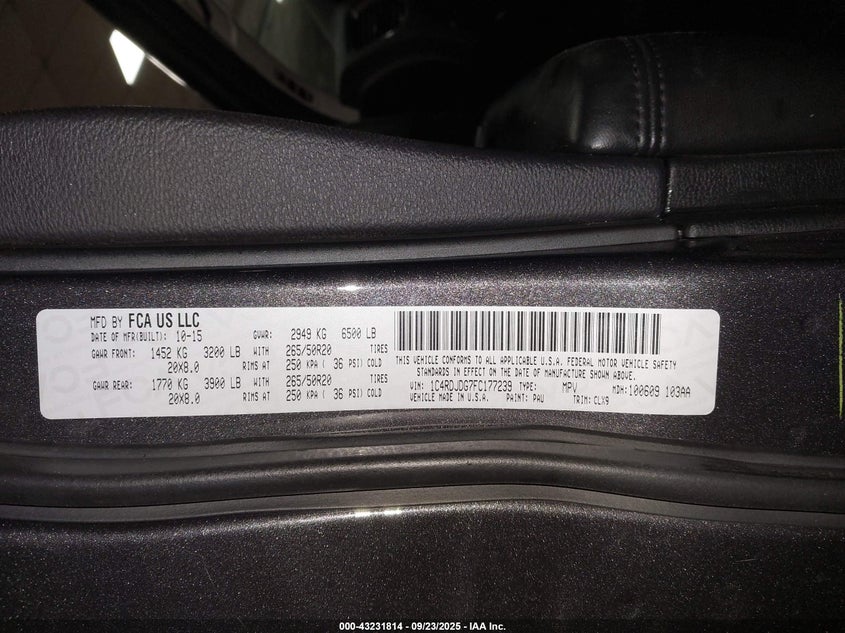 MFD BY FCA US LLC
DATE OF MFR(BUILT): 10-15
GVWR: 2949 KG 6500 LB
GAWR FRONT: 1452 KG 3200 LB WITH 265/50R20 TIRES
20X8.0 RIMS AT 250 KPA ( 36 PSI) COLD
GAWR REAR: 1770 KG 3900 LB WITH 265/50R20 TIRES
20X8.0 RIMS AT 250 KPA ( 36 PSI) COLD
THIS VEHICLE CONFORMS TO ALL APPLICABLE U.S.A. FEDERAL MOTOR VEHICLE SAFETY
STANDARDS IN EFFECT ON THE DATE OF MANUFACTURE SHOWN ABOVE.
VIN: 1C4RDJDG7FC177239 TYPE: MPV MDH:100609 103AA
VEHICLE MADE IN U.S.A. PAINT: PAU TRIM: CLX9
000-43231814 - 09/23/2025 - IAA Inc.